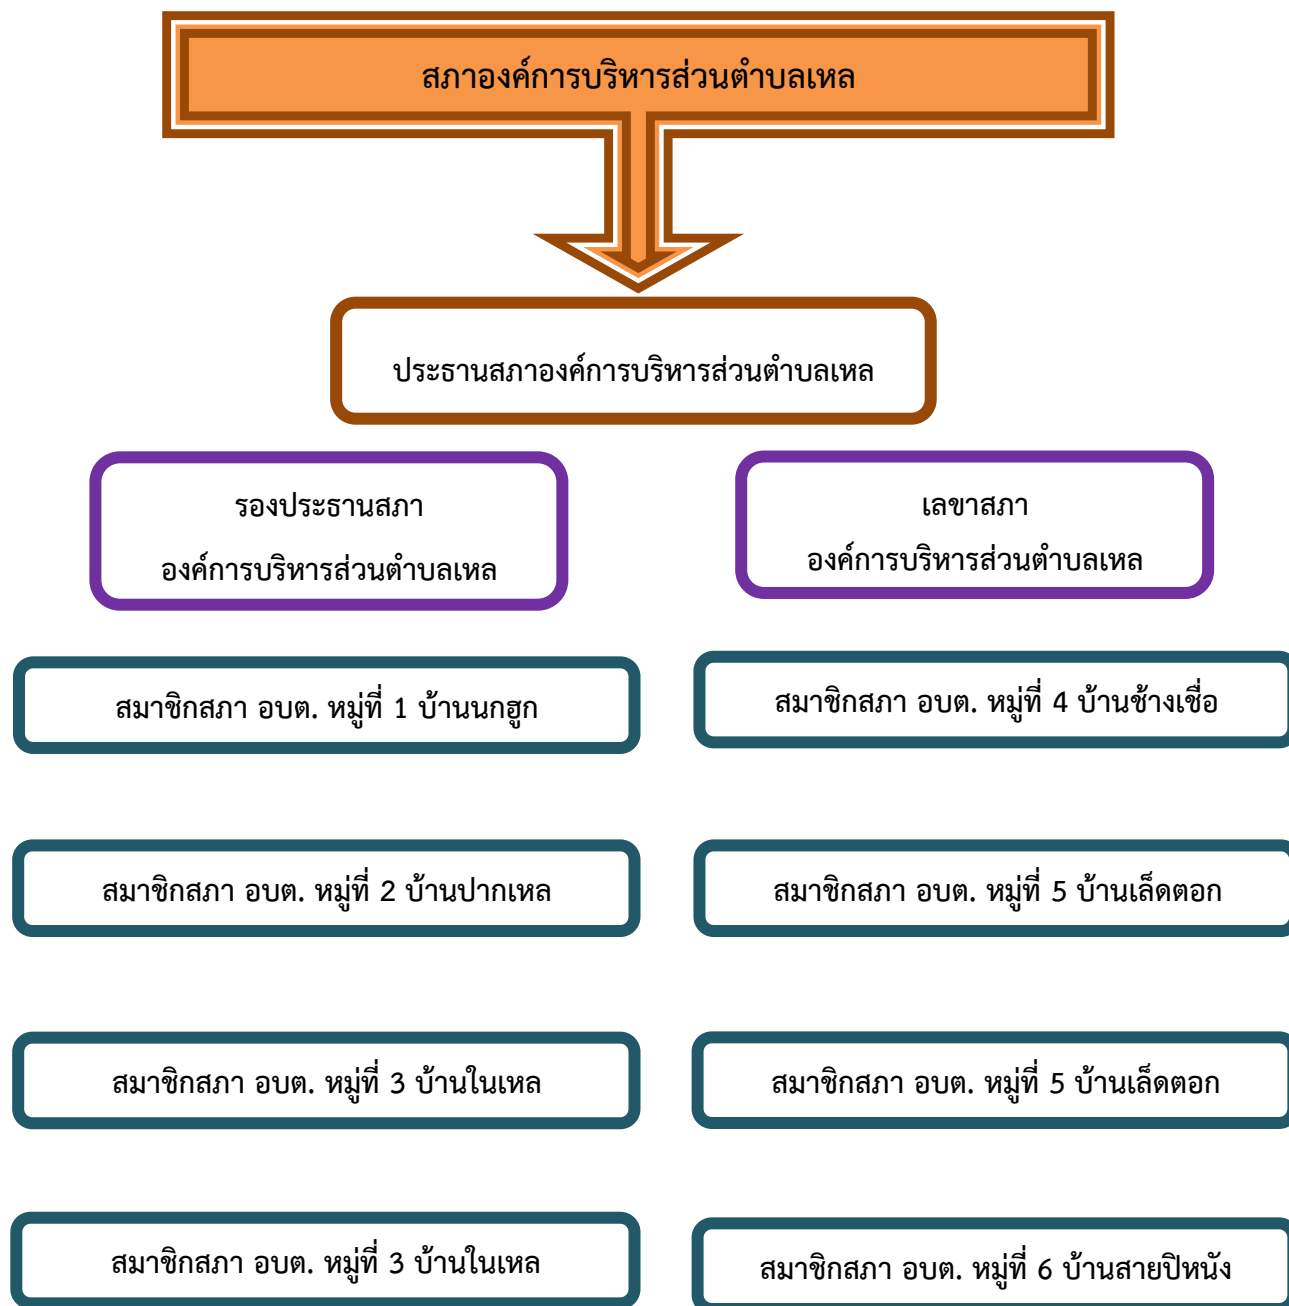 สภาองค์การบริหารส่วนตำบลเหล
ประธานสภาองค์การบริหารส่วนตำบลเหล
รองประธานสภา
องค์การบริหารส่วนตำบลเหล
เลขาสภา
องค์การบริหารส่วนตำบลเหล
สมาชิกสภา อบต. หมู่ที่ 1 บ้านนกฮูก
สมาชิกสภา อบต. หมู่ที่ 4 บ้านช้างเชื่อ
สมาชิกสภา อบต. หมู่ที่ 2 บ้านปากเหล
สมาชิกสภา อบต. หมู่ที่ 5 บ้านเล็ดตอก
สมาชิกสภา อบต. หมู่ที่ 3 บ้านในเหล
สมาชิกสภา อบต. หมู่ที่ 5 บ้านเล็ดตอก
สมาชิกสภา อบต. หมู่ที่ 3 บ้านในเหล
สมาชิกสภา อบต. หมู่ที่ 6 บ้านสายปิหนัง